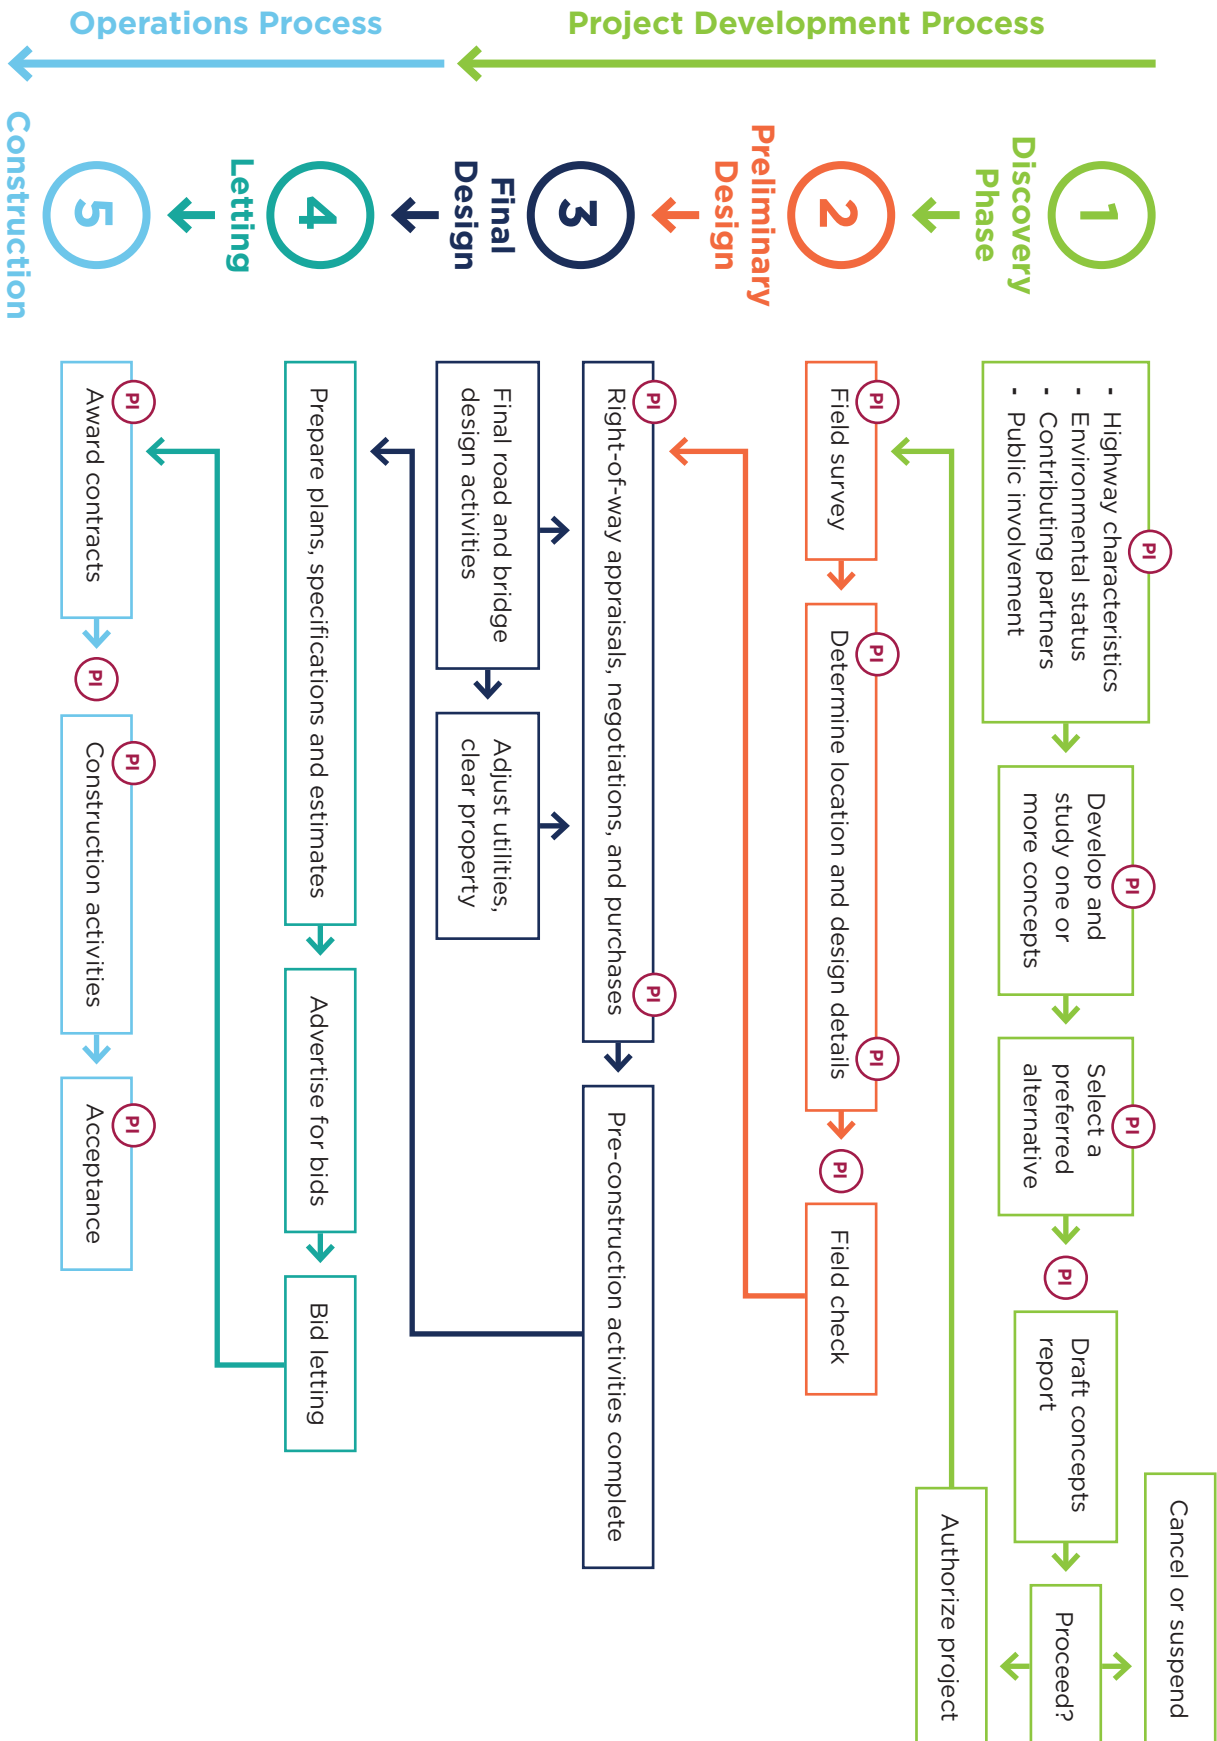 Project Development Process
Operations Process
1
Discovery
Phase
PI
- Highway characteristics
- Environmental status
- Contributing partners
- Public involvement
PI
Develop and
study one or
more concepts
PI
Select a
preferred
alternative
PI
Draft concepts
report
Proceed?
Cancel or suspend
Authorize project
2
Preliminary
Design
PI
Field survey
PI
PI
Determine location and design details
PI
Field check
3
Final
Design
PI
PI
Right-of-way appraisals, negotiations, and purchases
Pre-construction activities complete
Final road and bridge
design activities
Adjust utilities,
clear property
4
Letting
Prepare plans, specifications and estimates
Advertise for bids
Bid letting
5
Construction
PI
Award contracts
PI
PI
Construction activities
PI
Acceptance